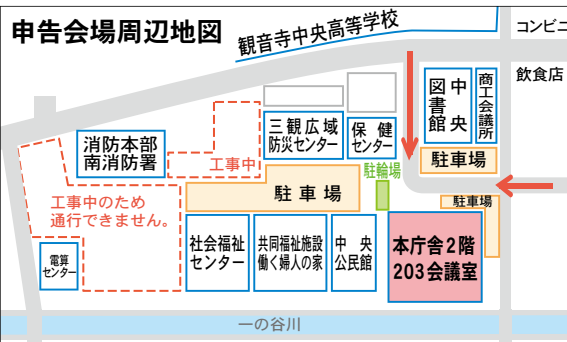 申告会場周辺地図
観音寺中央高等学校
コンビニ
飲食店
中央
図書館
商工会議所
駐車場
三観広域
防災センター
保健
センター
消防本部
南消防署
工事中
駐輪場
工事中のため
通行できません。
駐車場
駐車場
電算
センター
社会福祉
センター
共同福祉施設
働く婦人の家
中央
公民館
本庁舎2階
203会議室
一の谷川